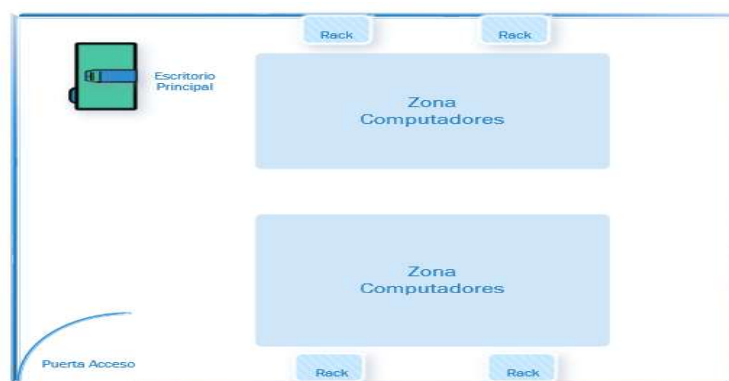 Rack
Rack
Escritorio
Principal
Zona
Computadores
Zona
Computadores
Puerta Acceso
Rack
Rack